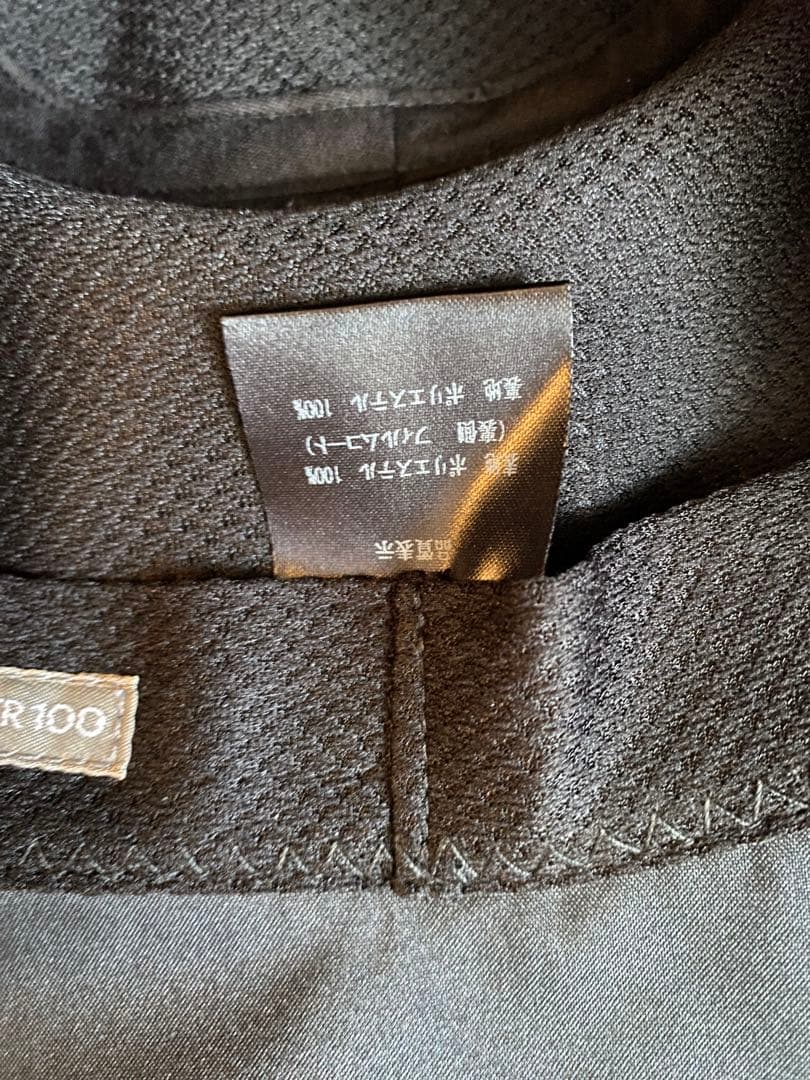 品質表示
表地 ポリエステル 100%
(裏側 フィルムコート)
裏地 ポリエステル 100%
R100